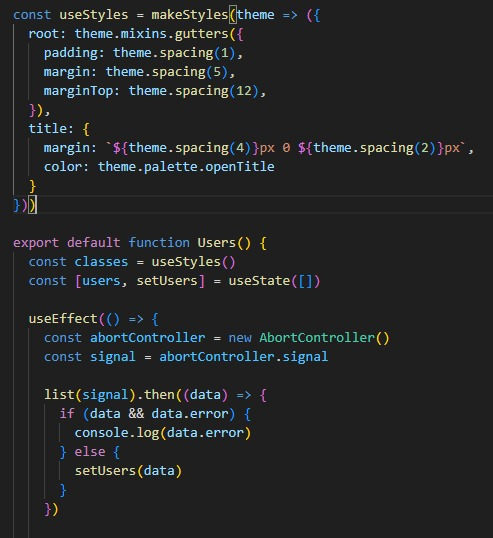 const useStyles = makeStyles(theme => ({
  root: theme.mixins.gutters({
    padding: theme.spacing(1),
    margin: theme.spacing(5),
    marginTop: theme.spacing(12),
  }),
  title: {
    margin: `${theme.spacing(4)}px 0 ${theme.spacing(2)}px`,
    color: theme.palette.openTitle
  }
}))
export default function Users() {
  const classes = useStyles()
  const [users, setUsers] = useState([])
  useEffect(() => {
    const abortController = new AbortController()
    const signal = abortController.signal
    list(signal).then((data) => {
      if (data && data.error) {
        console.log(data.error)
      } else {
        setUsers(data)
      }
    })